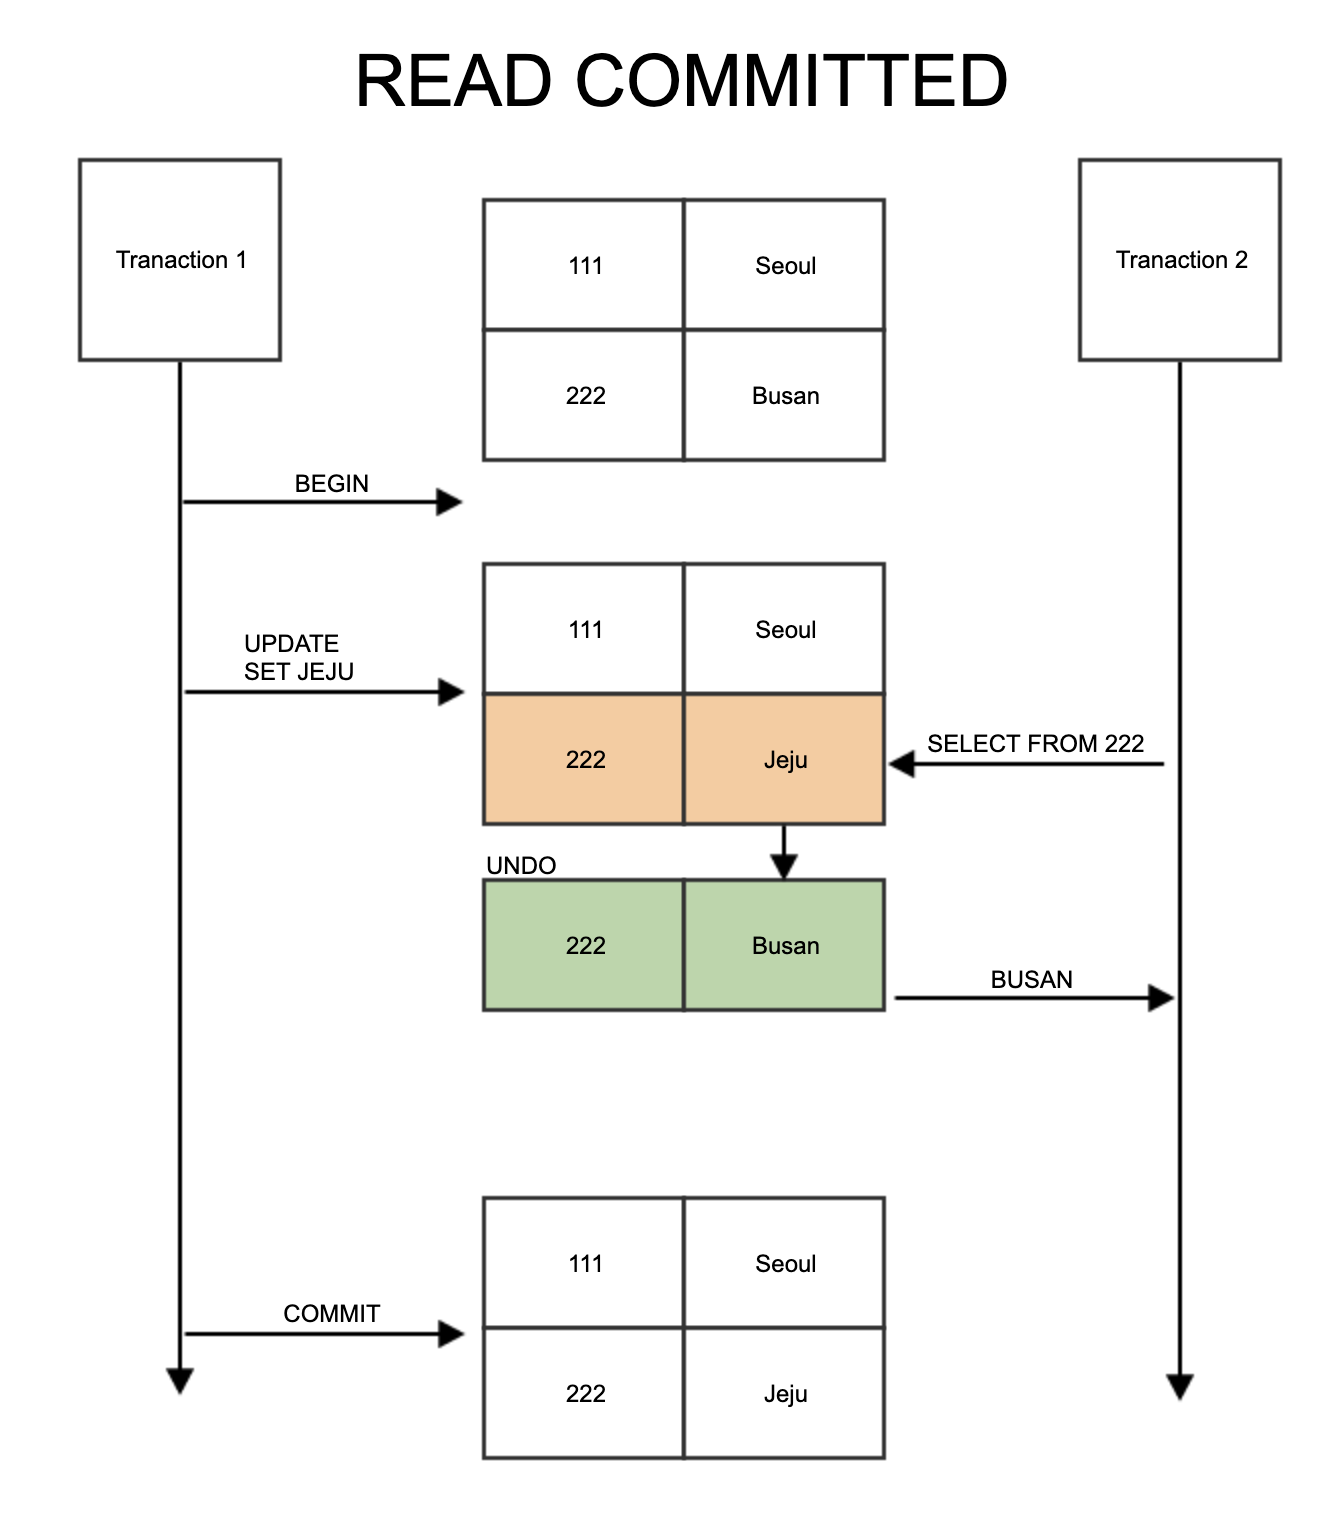 READ COMMITTED
Tranaction 1
Tranaction 2
111
Seoul
222
Busan
BEGIN
111
Seoul
UPDATE
SET JEJU
222
Jeju
SELECT FROM 222
UNDO
222
Busan
BUSAN
111
Seoul
COMMIT
222
Jeju